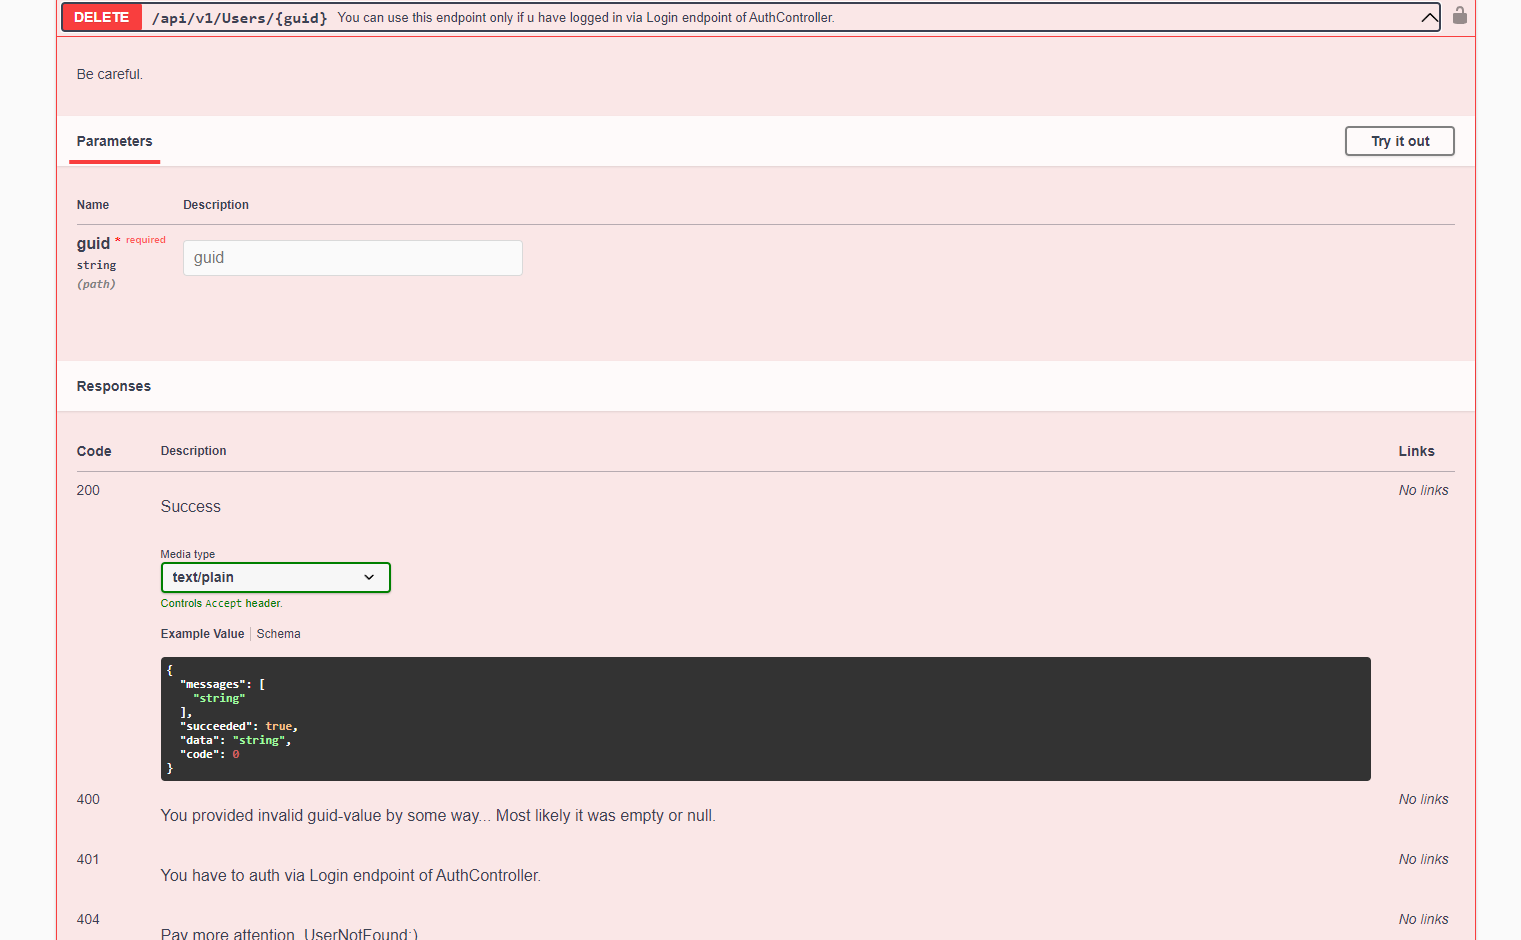 DELETE /api/v1/Users/{guid} You can use this endpoint only if u have logged in via Login endpoint of AuthController.
Be careful.
Parameters Try it out
Name Description
guid * required
string
(path)
guid
Responses
Code Description Links
200 No links
Success
Media type
text/plain
Controls Accept header.
Example Value Schema
{
"messages": [
"string"
],
"succeeded": true,
"data": "string",
"code": 0
}
400 No links
You provided invalid guid-value by some way... Most likely it was empty or null.
401 No links
You have to auth via Login endpoint of AuthController.
404 No links
Pay more attention, UserNotFound:)